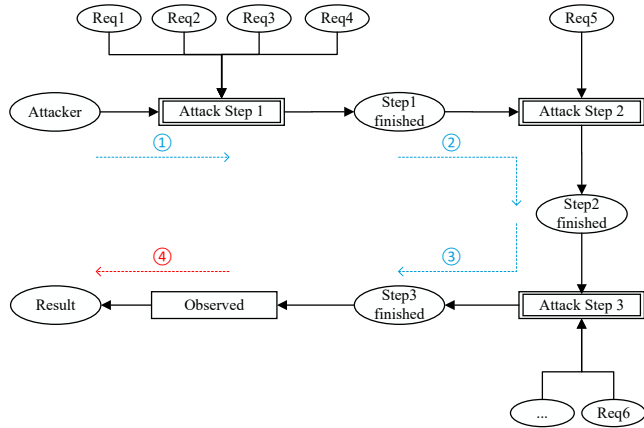 Req1 Req2 Req3 Req4 Req5
Attacker Attack Step 1 Step1
finished Attack Step 2
① ②
Step2
finished
④ ③
Result Observed Step3
finished Attack Step 3
... Req6